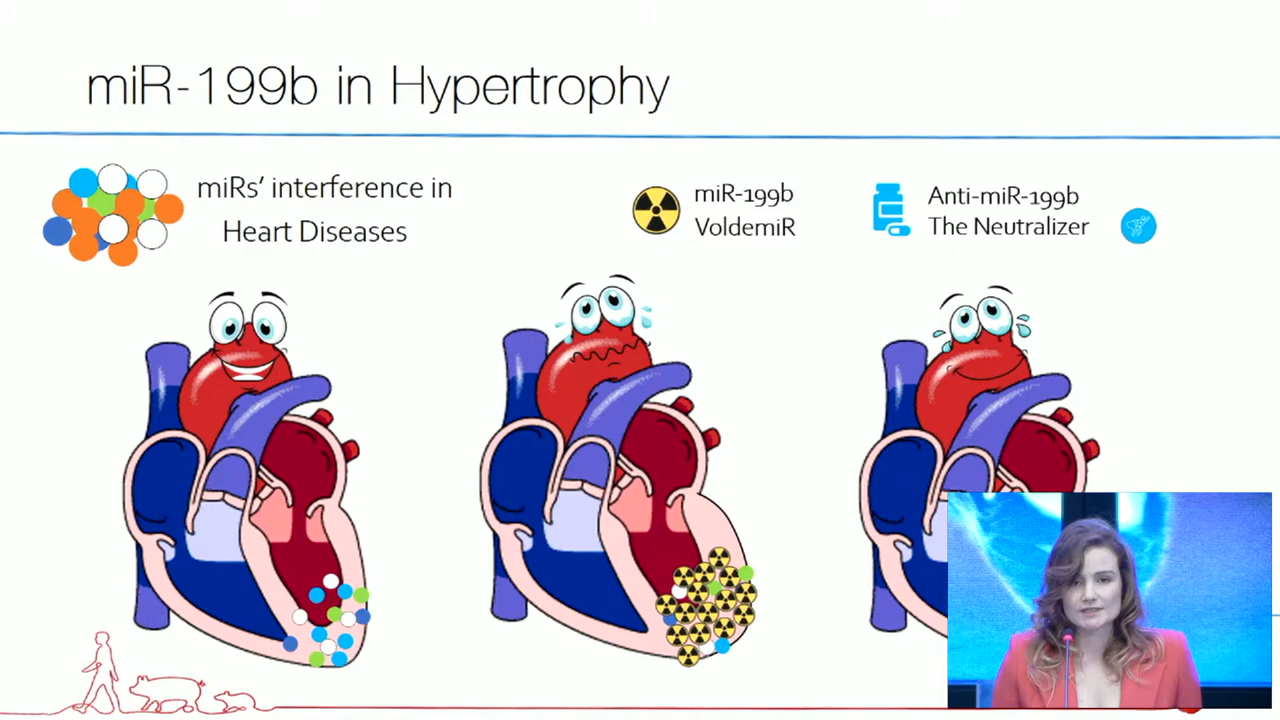 miR-199b in Hypertrophy
miRs' interference in
Heart Diseases
miR-199b
VoldemiR
Anti-miR-199b
The Neutralizer